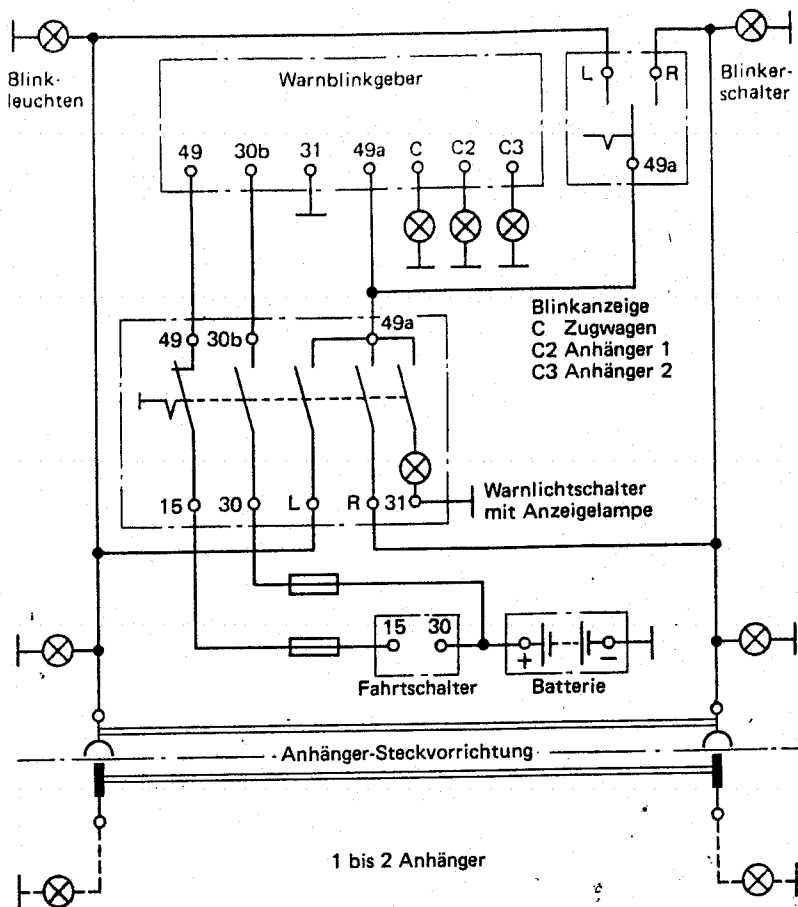 Blink-
leuchten
Warnblinkgeber
L
R
Blinker-
schalter
49
30b
31
49a
C
C2
C3
49a
Blinkanzeige
C Zugwagen
C2 Anhänger 1
C3 Anhänger 2
49
30b
49a
15
30
L
R
31
Warnlichtschalter
mit Anzeigelampe
15
30
+
−
Fahrtschalter
Batterie
Anhänger-Steckvorrichtung
1 bis 2 Anhänger